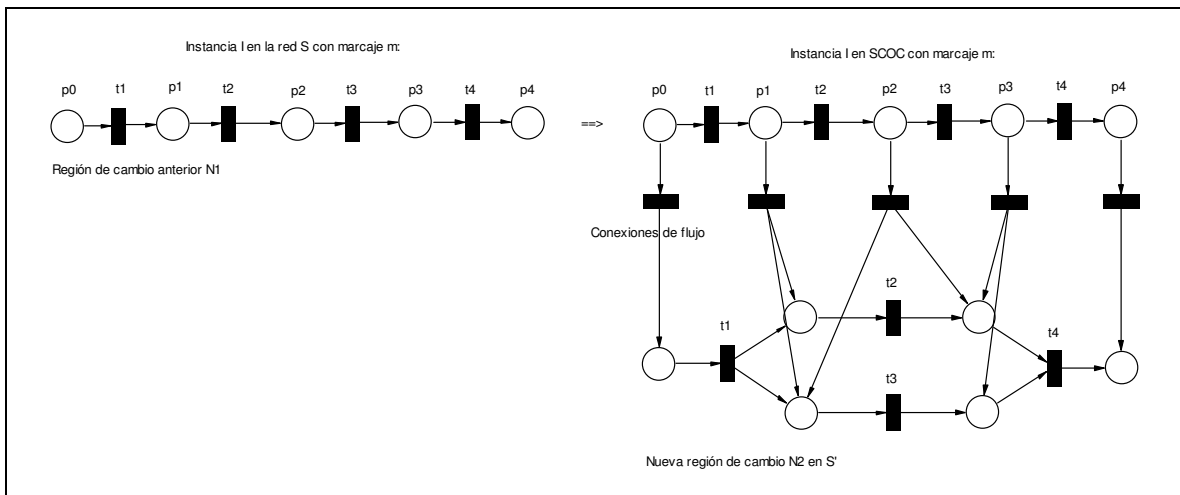 Instancia I en la red S con marcaje m:
Instancia I en SCOC con marcaje m:
p0 t1 p1 t2 p2 t3 p3 t4 p4
==>
p0 t1 p1 t2 p2 t3 p3 t4 p4
Región de cambio anterior N1
Conexiones de flujo
t2
t1
t4
t3
Nueva región de cambio N2 en S'